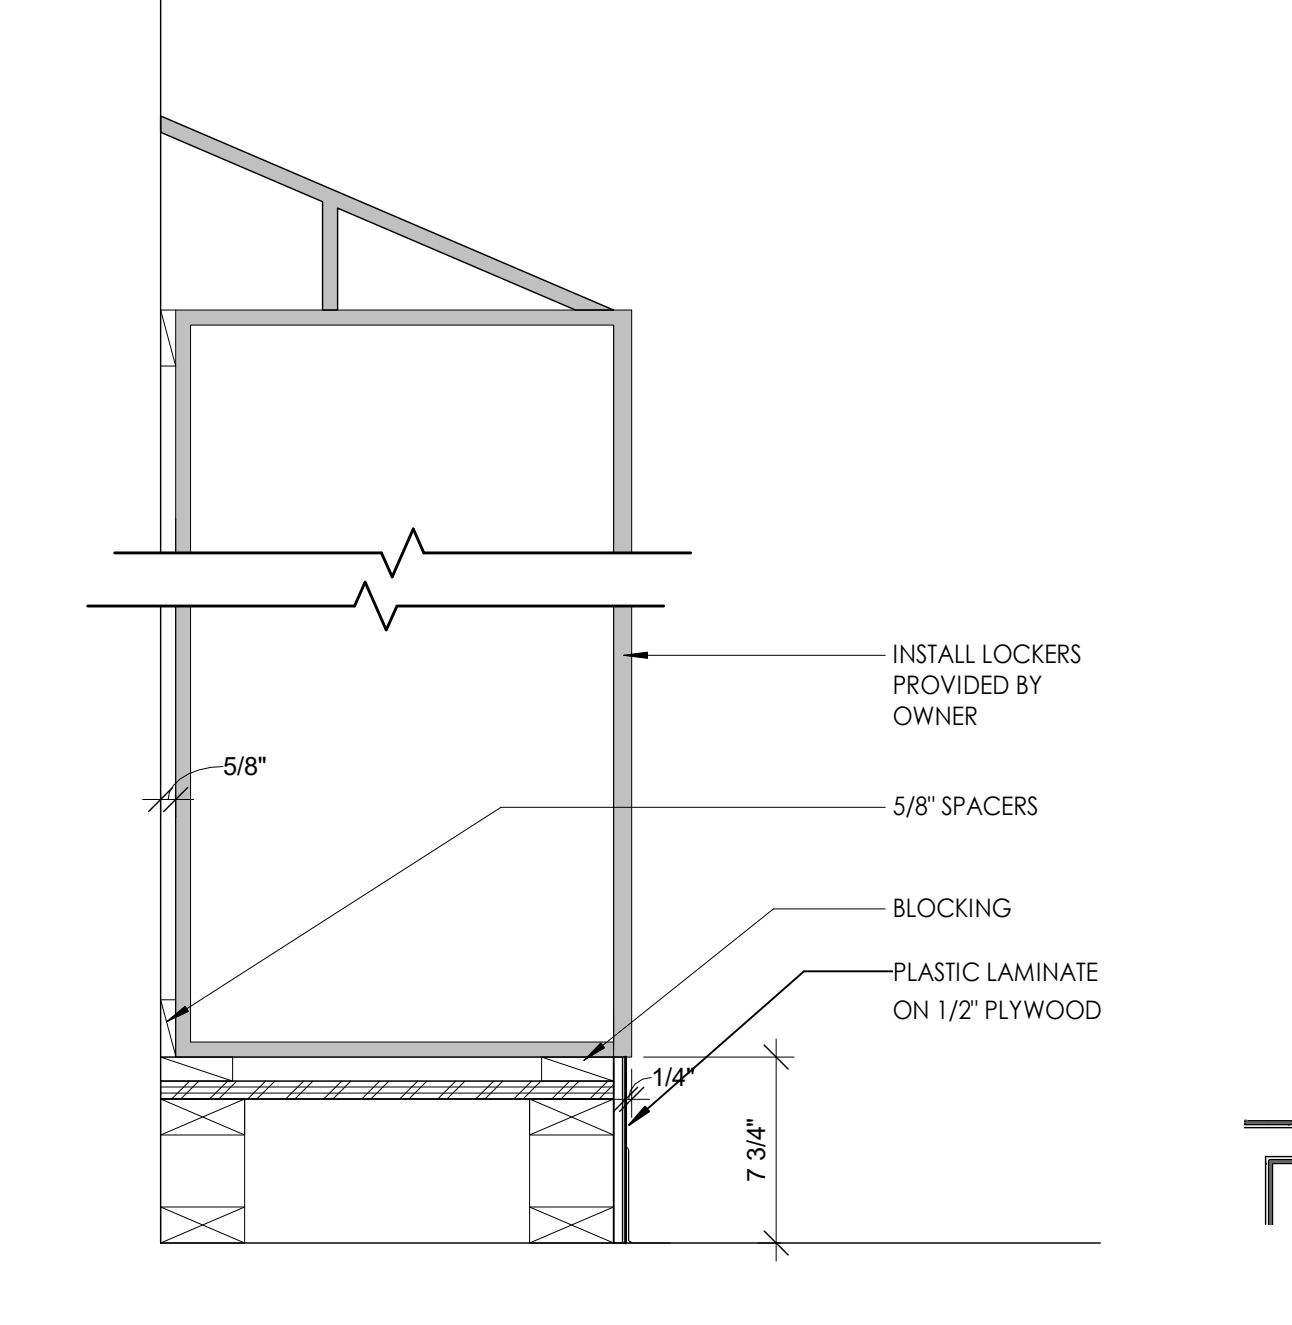 INSTALL LOCKERS
PROVIDED BY
OWNER
5/8"
5/8" SPACERS
BLOCKING
PLASTIC LAMINATE
ON 1/2" PLYWOOD
1/4"
7 3/4"